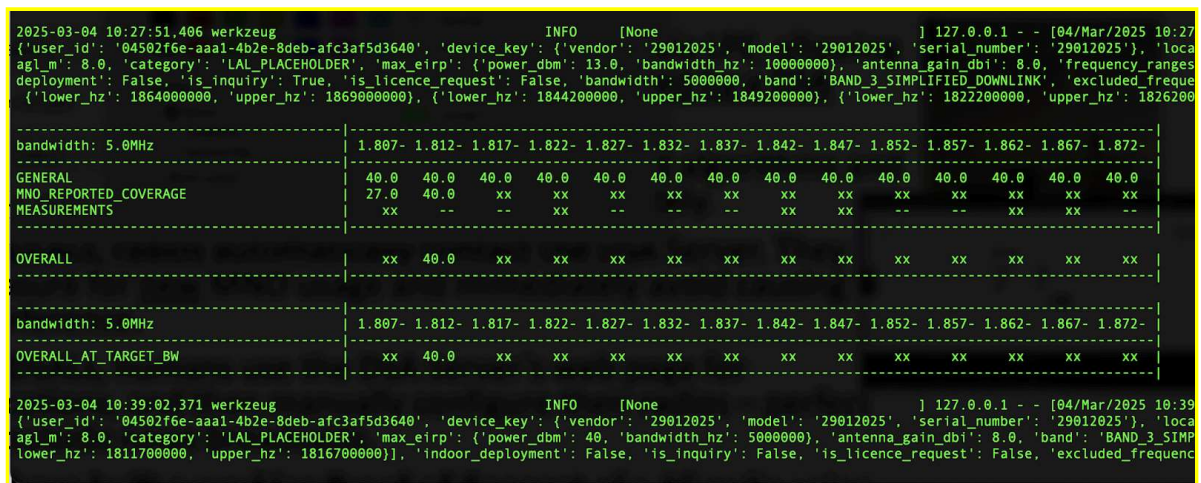 2025-03-04 10:27:51,406 werkzeug INFO [None ] 127.0.0.1 - - [04/Mar/2025 10:27
{'user_id': '04502f6e-aaa1-4b2e-8deb-afc3af5d3640', 'device_key': {'vendor': '29012025', 'model': '29012025', 'serial_number': '29012025'}, 'loca
agl_m': 8.0, 'category': 'LAL_PLACEHOLDER', 'max_eirp': {'power_dbm': 13.0, 'bandwidth_hz': 10000000}, 'antenna_gain_dbi': 8.0, 'frequency_ranges
deployment': False, 'is_inquiry': True, 'is_licence_request': False, 'bandwidth': 5000000, 'band': 'BAND_3_SIMPLIFIED_DOWNLINK', 'excluded_freque
{'lower_hz': 1864000000, 'upper_hz': 1869000000}, {'lower_hz': 1844200000, 'upper_hz': 1849200000}, {'lower_hz': 1822200000, 'upper_hz': 1826200
bandwidth: 5.0MHz | 1.807- 1.812- 1.817- 1.822- 1.827- 1.832- 1.837- 1.842- 1.847- 1.852- 1.857- 1.862- 1.867- 1.872- |
GENERAL | 40.0 40.0 40.0 40.0 40.0 40.0 40.0 40.0 40.0 40.0 40.0 40.0 40.0 40.0 |
MNO_REPORTED_COVERAGE | 27.0 40.0 xx xx xx xx xx xx xx xx xx xx xx xx |
MEASUREMENTS | xx -- -- xx -- -- -- xx xx -- -- xx xx -- |
OVERALL | xx 40.0 xx xx xx xx xx xx xx xx xx xx xx xx |
bandwidth: 5.0MHz | 1.807- 1.812- 1.817- 1.822- 1.827- 1.832- 1.837- 1.842- 1.847- 1.852- 1.857- 1.862- 1.867- 1.872- |
OVERALL_AT_TARGET_BW | xx 40.0 xx xx xx xx xx xx xx xx xx xx xx xx |
2025-03-04 10:39:02,371 werkzeug INFO [None ] 127.0.0.1 - - [04/Mar/2025 10:39
{'user_id': '04502f6e-aaa1-4b2e-8deb-afc3af5d3640', 'device_key': {'vendor': '29012025', 'model': '29012025', 'serial_number': '29012025'}, 'loca
agl_m': 8.0, 'category': 'LAL_PLACEHOLDER', 'max_eirp': {'power_dbm': 40, 'bandwidth_hz': 5000000}, 'antenna_gain_dbi': 8.0, 'band': 'BAND_3_SIMP
lower_hz': 1811700000, 'upper_hz': 1816700000}], 'indoor_deployment': False, 'is_inquiry': False, 'is_licence_request': False, 'excluded_frequenc